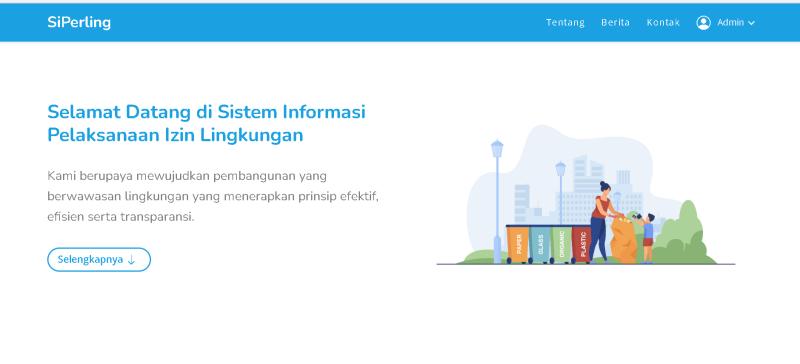 SiPerling
Tentang Berita Kontak Admin
Selamat Datang di Sistem Informasi
Pelaksanaan Izin Lingkungan
Kami berupaya mewujudkan pembangunan yang
berwawasan lingkungan yang menerapkan prinsip efektif,
efisien serta transparansi.
Selengkapnya ↓
PAPER
GLASS
ORGANIC
PLASTIC